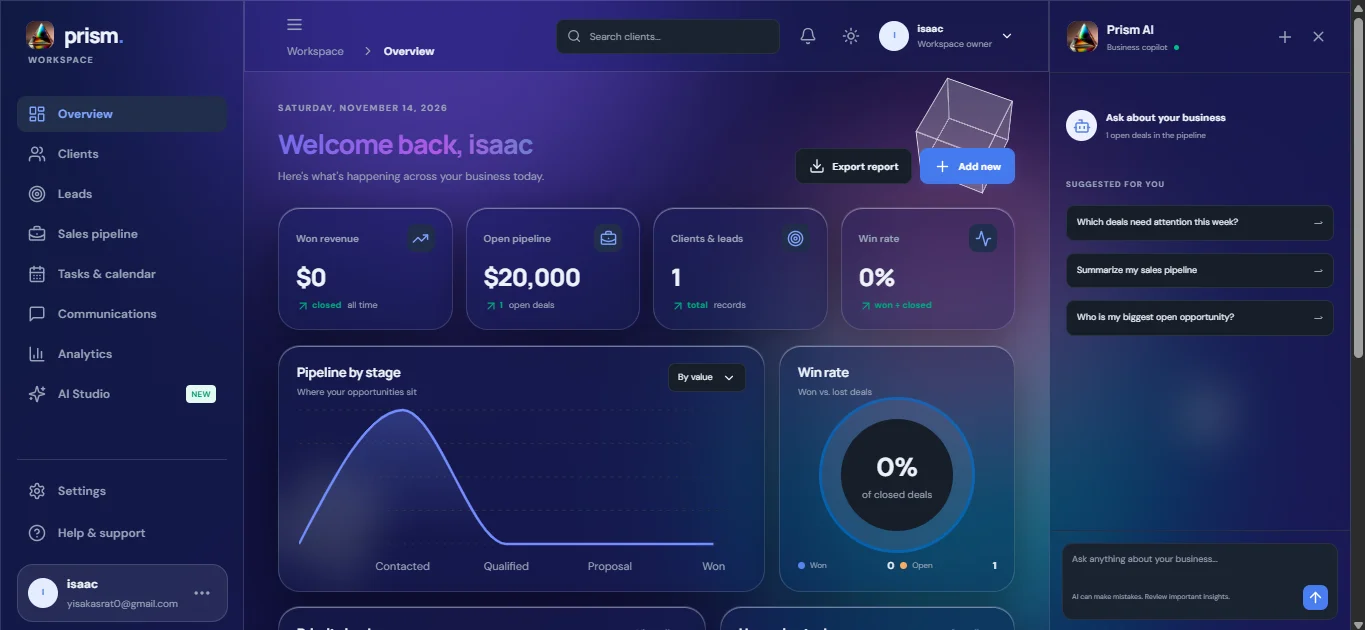 prism.
WORKSPACE
Overview
Clients
Leads
Sales pipeline
Tasks & calendar
Communications
Analytics
AI Studio NEW
Settings
Help & support
I isaac
yisakasrat0@gmail.com
Workspace > Overview
Search clients...
I isaac
Workspace owner
SATURDAY, NOVEMBER 14, 2026
Welcome back, isaac
Here's what's happening across your business today.
Export report
+ Add new
Won revenue
$0
closed all time
Open pipeline
$20,000
1 open deals
Clients & leads
1
total records
Win rate
0%
won ÷ closed
Pipeline by stage
Where your opportunities sit
By value
Contacted Qualified Proposal Won
Win rate
Won vs. lost deals
0%
of closed deals
Won 0 Open 1
Prism AI
Business copilot
Ask about your business
1 open deals in the pipeline
SUGGESTED FOR YOU
Which deals need attention this week? →
Summarize my sales pipeline →
Who is my biggest open opportunity? →
Ask anything about your business...
AI can make mistakes. Review important insights.